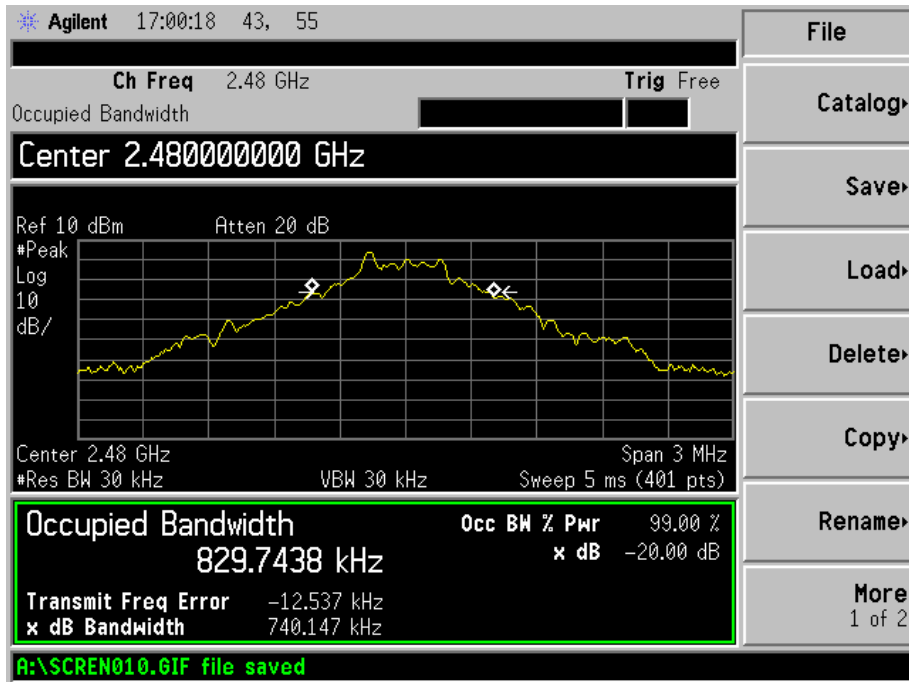 Agilent 17:00:18 43, 55
Ch Freq 2.48 GHz Trig Free
Occupied Bandwidth
Center 2.480000000 GHz
Ref 10 dBm Atten 20 dB
#Peak
Log
10
dB/
Center 2.48 GHz Span 3 MHz
#Res BW 30 kHz VBW 30 kHz Sweep 5 ms (401 pts)
Occupied Bandwidth Occ BW % Pwr 99.00 %
829.7438 kHz x dB -20.00 dB
Transmit Freq Error -12.537 kHz
x dB Bandwidth 740.147 kHz
A:\SCREN010.GIF file saved
File
Catalog
Save
Load
Delete
Copy
Rename
More
1 of 2